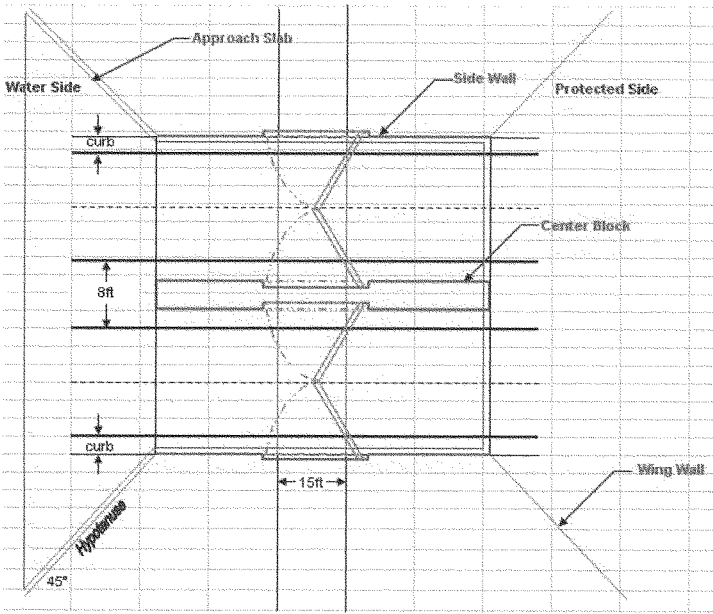 Approach Slab
Side Wall
Water Side
Protected Side
curb
Center Block
8ft
curb
Wing Wall
15ft
Hypotenuse
45°